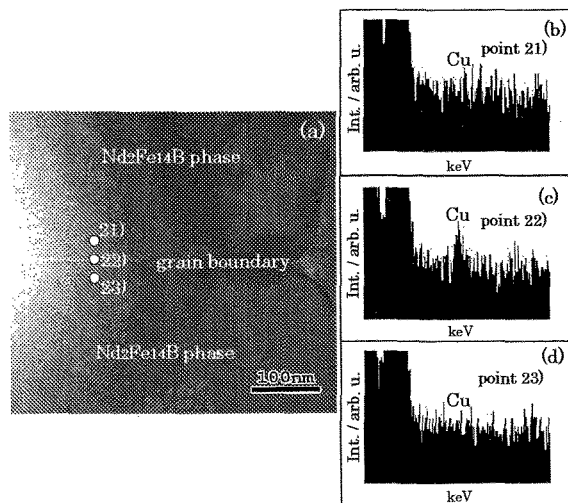 (a)
Nd2Fe14B phase
21)
22)
grain boundary
23)
Nd2Fe14B phase
100nm
(b)
Cu
point 21)
Int. / arb. u.
keV
(c)
Cu
point 22)
Int. / arb. u.
keV
(d)
point 23)
Cu
Int. / arb. u.
keV